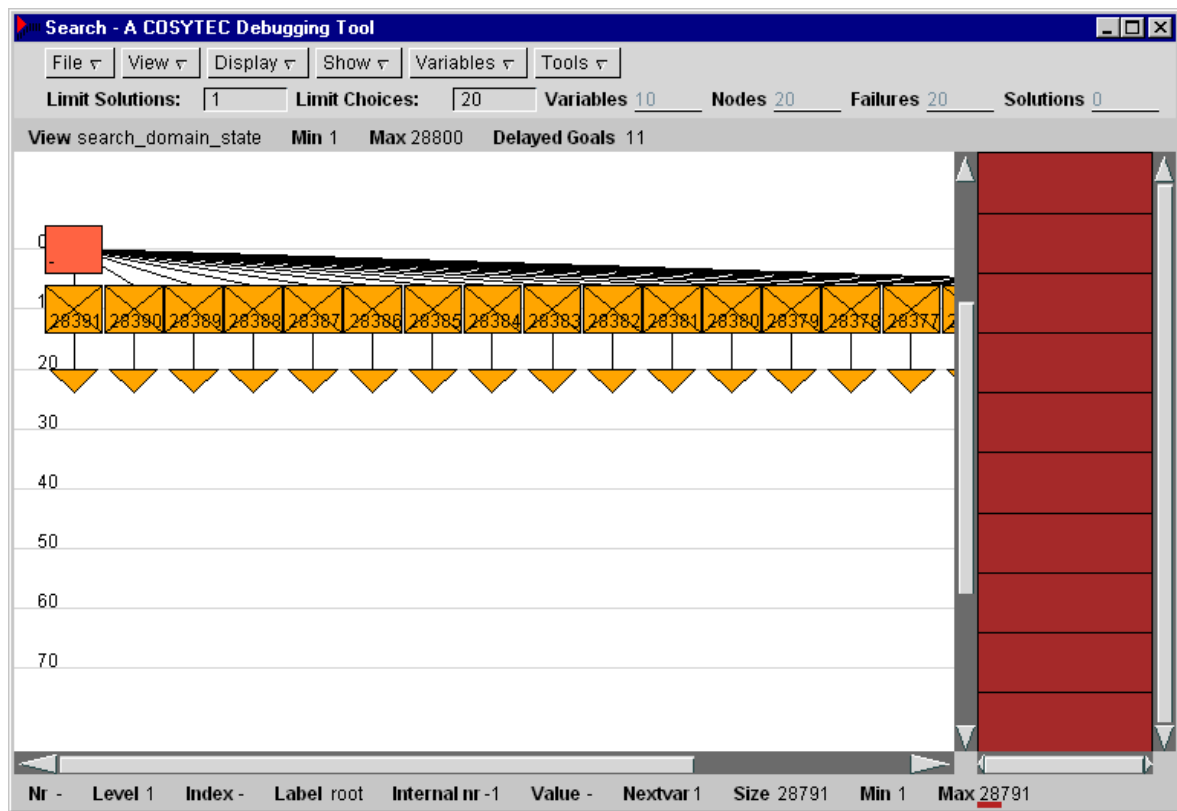 Search - A COSYTEC Debugging Tool
File View Display Show Variables Tools
Limit Solutions: 1 Limit Choices: 20 Variables 10 Nodes 20 Failures 20 Solutions 0
View search_domain_state Min 1 Max 28800 Delayed Goals 11
0
-
1
28391 28390 28389 28388 28387 28386 28385 28384 28383 28382 28381 28380 28379 28378 28377 2
20
30
40
50
60
70
Nr - Level 1 Index - Label root Internal nr -1 Value - Nextvar 1 Size 28791 Min 1 Max 28791